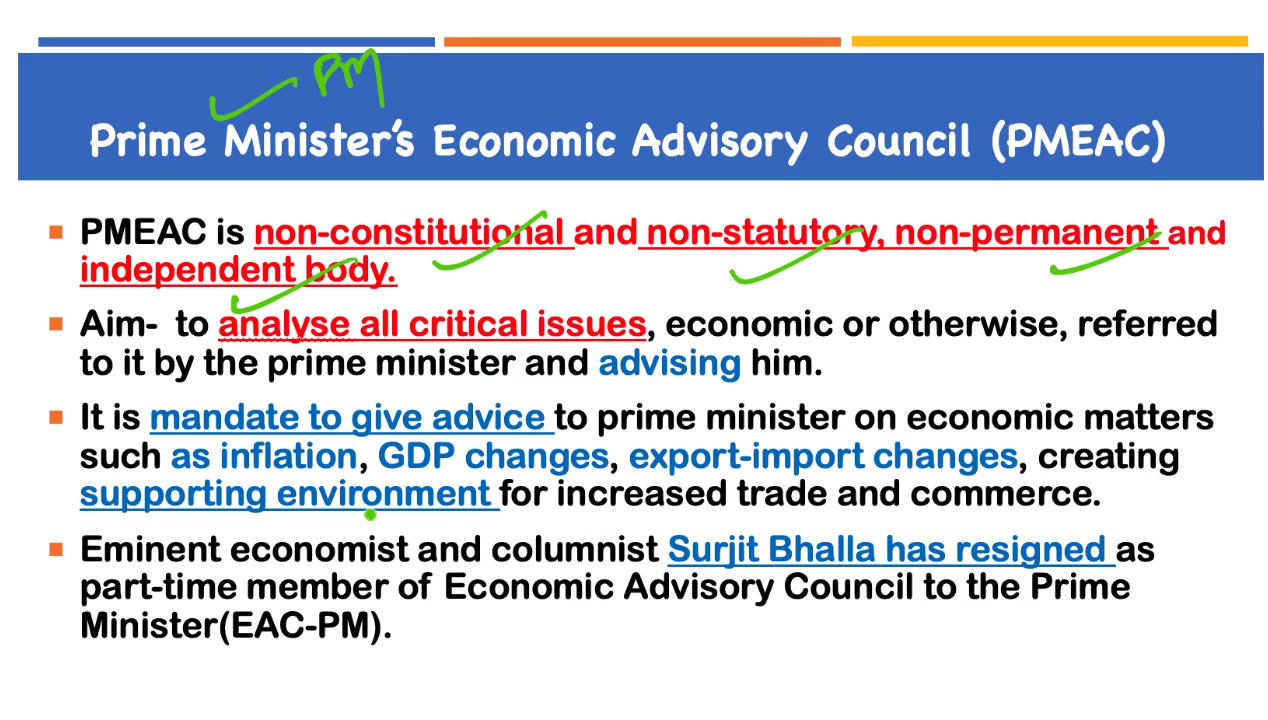 PM
Prime Minister's Economic Advisory Council (PMEAC)
PMEAC is non-constitutional and non-statutory, non-permanent and
independent body.
Aim- to analyse all critical issues, economic or otherwise, referred
to it by the prime minister and advising him.
It is mandate to give advice to prime minister on economic matters
such as inflation, GDP changes, export-import changes, creating
supporting environment for increased trade and commerce.
Eminent economist and columnist Surjit Bhalla has resigned as
part-time member of Economic Advisory Council to the Prime
Minister(EAC-PM).